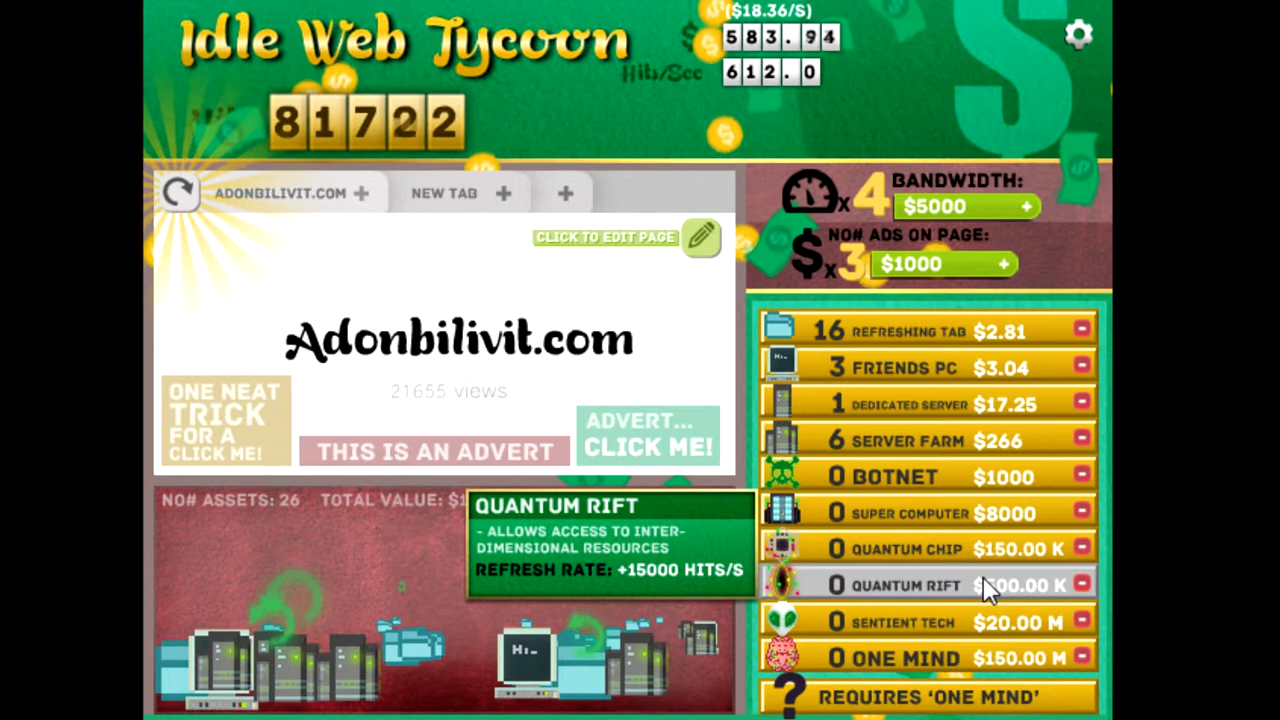 Idle Web Tycoon
($18.36/S)
583.94
Hits/Sec
612.0
81722
ADONBILIVIT.COM +
NEW TAB +
+
CLICK TO EDIT PAGE
Adonbilivit.com
21655 views
ONE NEAT
TRICK
FOR A
CLICK ME!
THIS IS AN ADVERT
ADVERT...
CLICK ME!
x4
BANDWIDTH:
$5000 +
NO# ADS ON PAGE:
$ x3
$1000 +
16 REFRESHING TAB $2.81
3 FRIENDS PC $3.04
1 DEDICATED SERVER $17.25
6 SERVER FARM $266
0 BOTNET $1000
0 SUPER COMPUTER $8000
0 QUANTUM CHIP $150.00 K
0 QUANTUM RIFT
0 SENTIENT TECH $20.00 M
0 ONE MIND $150.00 M
? REQUIRES 'ONE MIND'
NO# ASSETS: 26 TOTAL VALUE:
QUANTUM RIFT
- ALLOWS ACCESS TO INTER-
DIMENSIONAL RESOURCES
REFRESH RATE: +15000 HITS/S
3
HI_